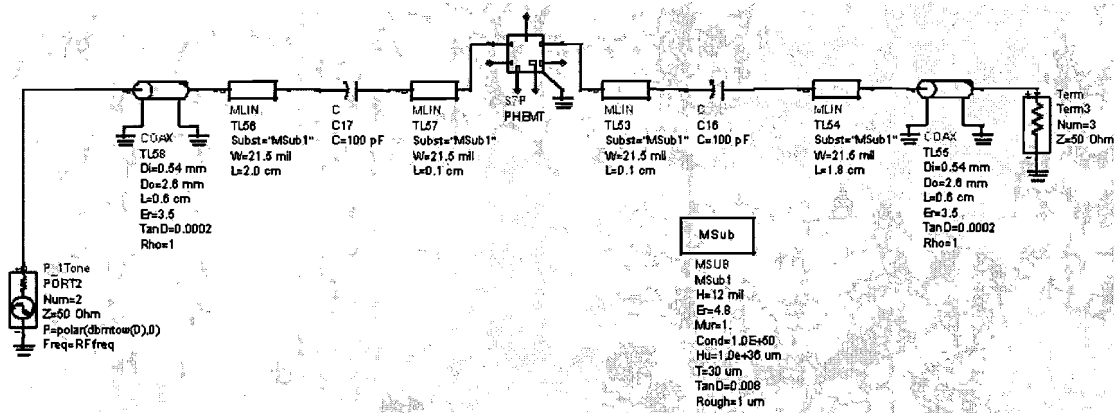 S7P
PHEMT
COAX
TL58
Di=0.54 mm
Do=2.6 mm
L=0.6 cm
Er=3.5
TanD=0.0002
Rho=1
MLIN
TL56
Subst="MSub1"
W=21.5 mil
L=2.0 cm
C
C17
C=100 pF
MLIN
TL57
Subst="MSub1"
W=21.5 mil
L=0.1 cm
MLIN
TL53
Subst="MSub1"
W=21.5 mil
L=0.1 cm
C
C16
C=100 pF
MLIN
TL54
Subst="MSub1"
W=21.5 mil
L=1.8 cm
COAX
TL55
Di=0.54 mm
Do=2.6 mm
L=0.6 cm
Er=3.5
TanD=0.0002
Rho=1
Term
Term3
Num=3
Z=50 Ohm
P_1Tone
PORT2
Num=2
Z=50 Ohm
P=polar(dbmtow(0),0)
Freq=RFfreq
MSub
MSUB
MSub1
H=12 mil
Er=4.8
Mur=1
Cond=1.0E+50
Hu=1.0e+36 um
T=30 um
TanD=0.008
Rough=1 um